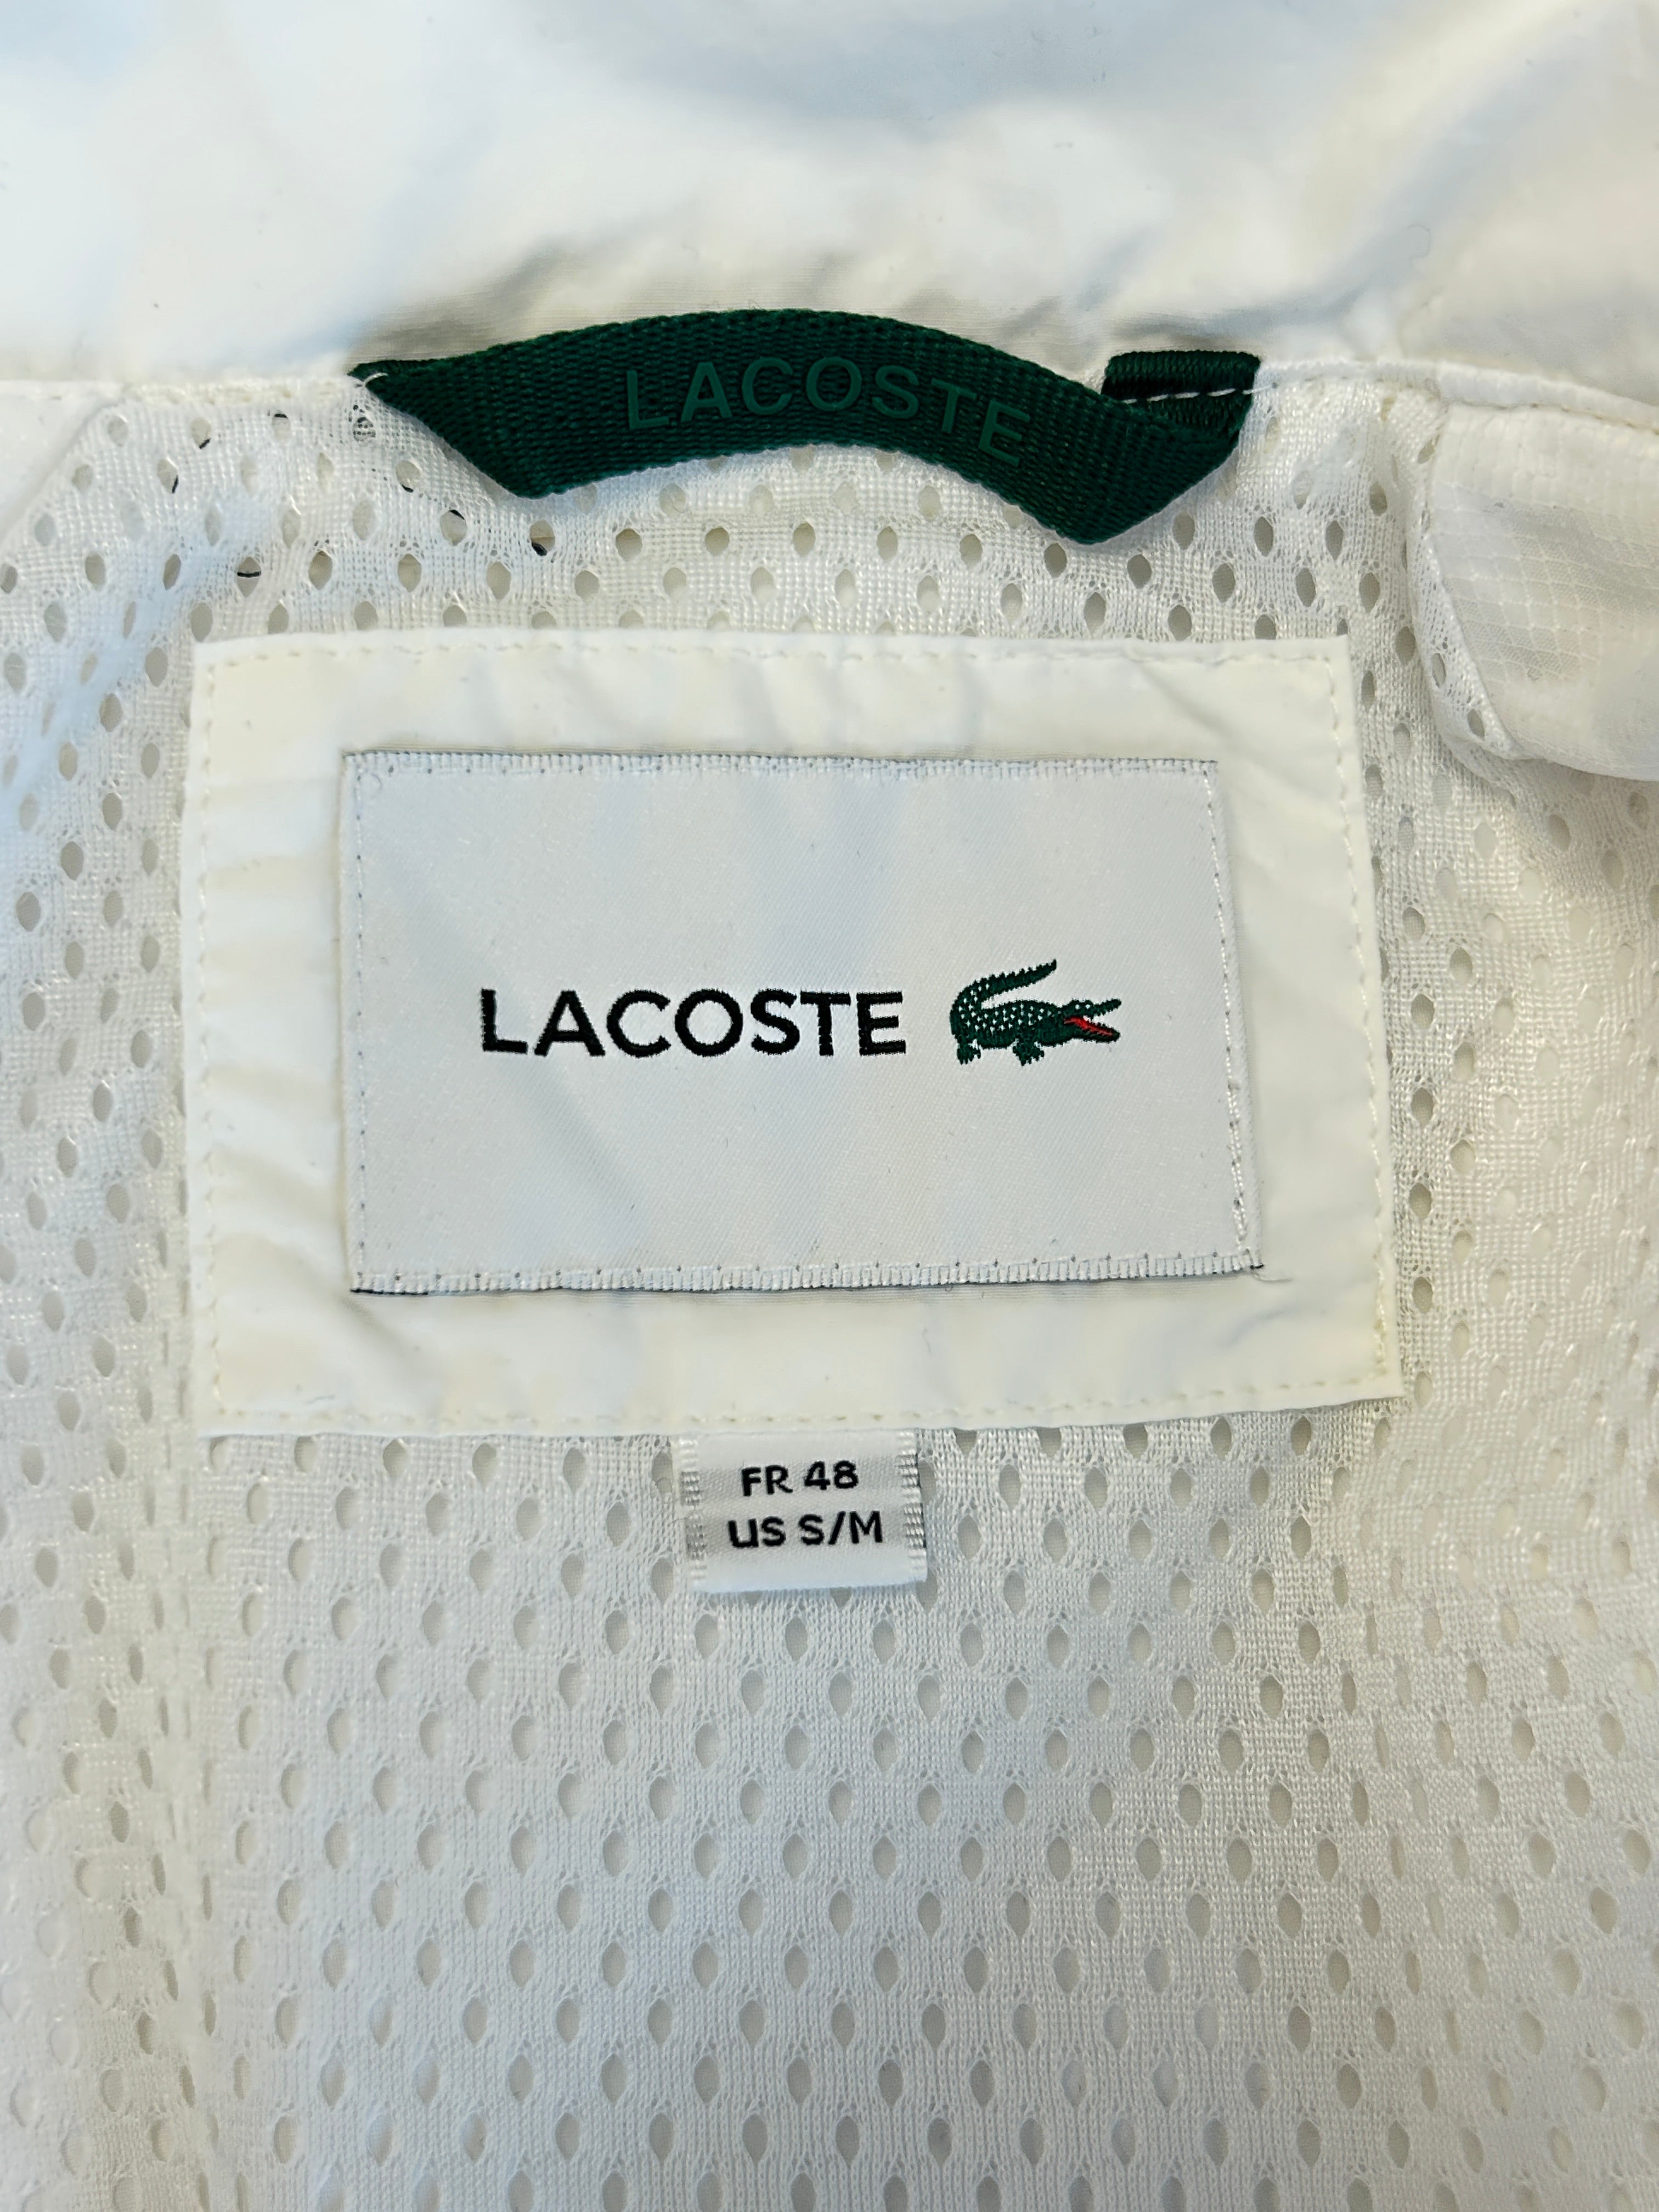 LACOSTE
LACOSTE
FR 48
US S/M